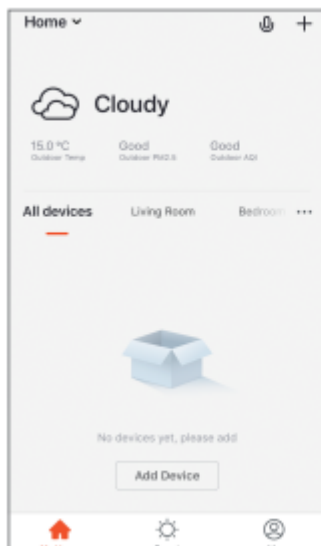 Home
Cloudy
15.0 °C Good Good
Outdoor Temp Outdoor PM2.5 Outdoor AQI
All devices Living Room Bedroom ...
No devices yet, please add
Add Device